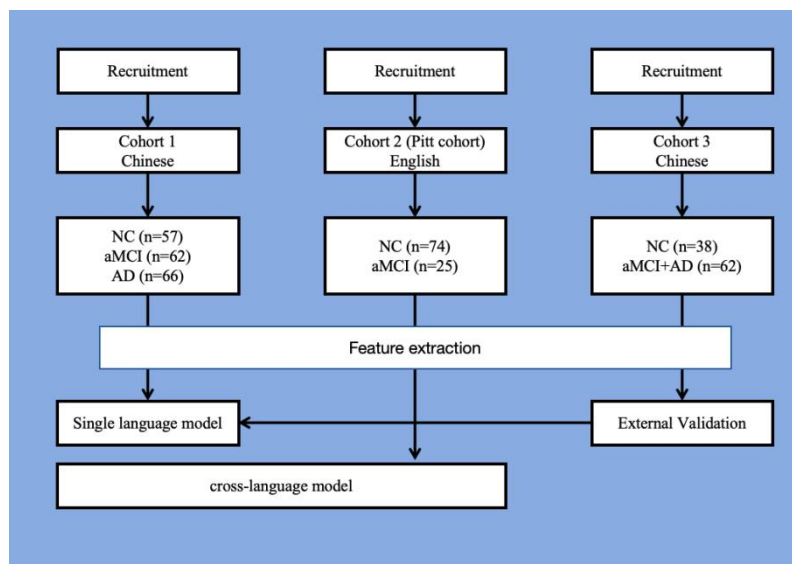 Recruitment
Recruitment
Recruitment
Cohort 1
Chinese
Cohort 2 (Pitt cohort)
English
Cohort 3
Chinese
NC (n=57)
aMCI (n=62)
AD (n=66)
NC (n=74)
aMCI (n=25)
NC (n=38)
aMCI+AD (n=62)
Feature extraction
Single language model
External Validation
cross-language model